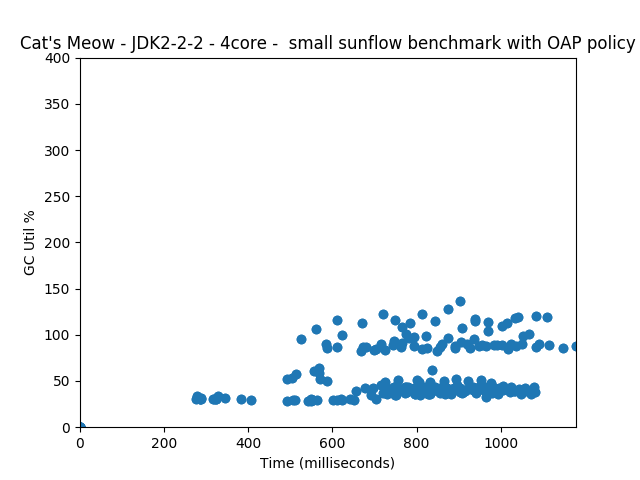 Cat's Meow - JDK2-2-2 - 4core -  small sunflow benchmark with OAP policy
400
350
300
250
200
150
100
50
0
GC Util %
0 200 400 600 800 1000
Time (milliseconds)